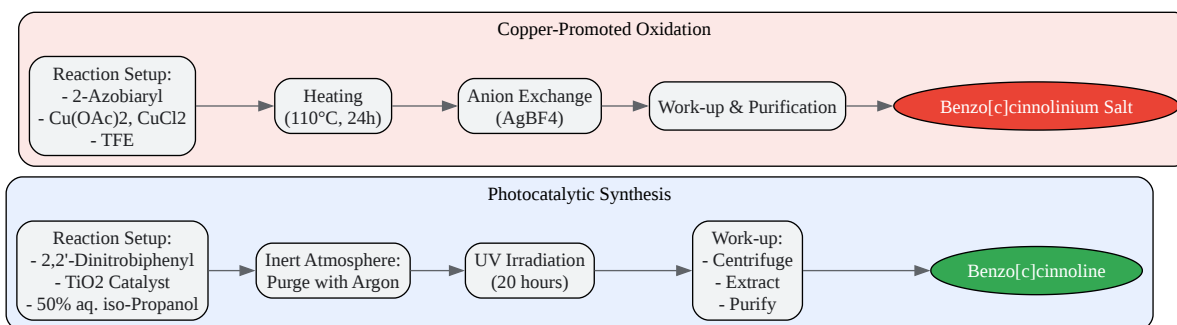 Copper-Promoted Oxidation
Reaction Setup:
- 2-Azobiaryl
- Cu(OAc)2, CuCl2
- TFE
Heating
(110°C, 24h)
Anion Exchange
(AgBF4)
Work-up & Purification
Benzo[c]cinnolinium Salt
Photocatalytic Synthesis
Reaction Setup:
- 2,2'-Dinitrobiphenyl
- TiO2 Catalyst
- 50% aq. iso-Propanol
Inert Atmosphere:
Purge with Argon
UV Irradiation
(20 hours)
Work-up:
- Centrifuge
- Extract
- Purify
Benzo[c]cinnoline